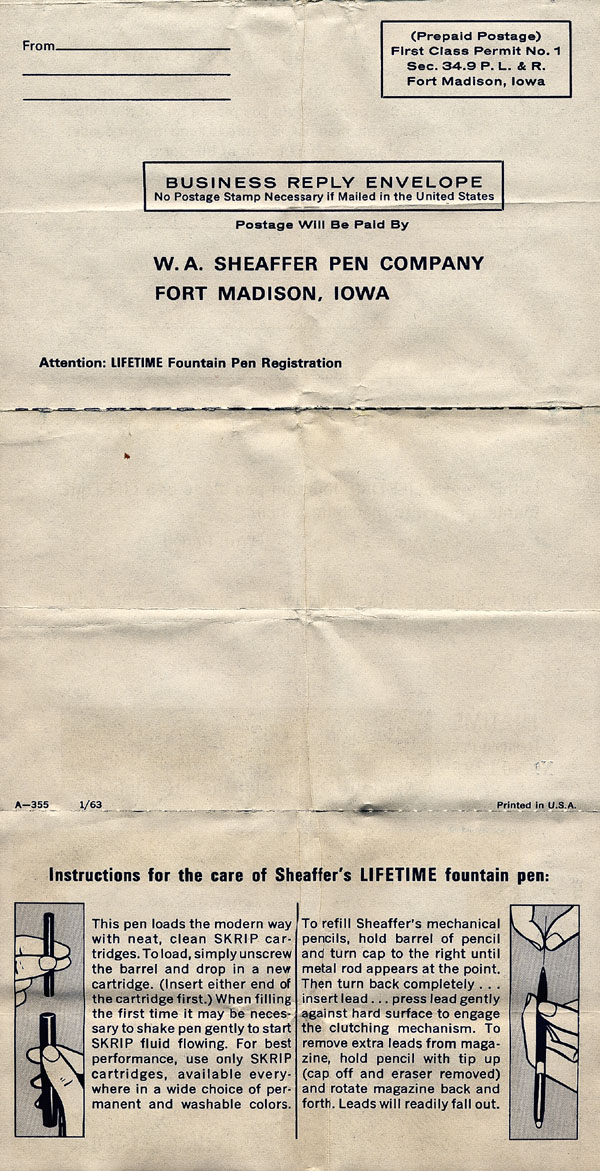 From
(Prepaid Postage)
First Class Permit No. 1
Sec. 34.9 P. L. & R.
Fort Madison, Iowa
BUSINESS REPLY ENVELOPE
No Postage Stamp Necessary if Mailed in the United States
Postage Will Be Paid By
W. A. SHEAFFER PEN COMPANY
FORT MADISON, IOWA
Attention: LIFETIME Fountain Pen Registration
A—355 1/63
Printed in U.S.A.
Instructions for the care of Sheaffer's LIFETIME fountain pen:
This pen loads the modern way
with neat, clean SKRIP car-
tridges. To load, simply unscrew
the barrel and drop in a new
cartridge. (Insert either end of
the cartridge first.) When filling
the first time it may be neces-
sary to shake pen gently to start
SKRIP fluid flowing. For best
performance, use only SKRIP
cartridges, available every-
where in a wide choice of per-
manent and washable colors.
To refill Sheaffer's mechanical
pencils, hold barrel of pencil
and turn cap to the right until
metal rod appears at the point.
Then turn back completely . . .
insert lead . . . press lead gently
against hard surface to engage
the clutching mechanism. To
remove extra leads from maga-
zine, hold pencil with tip up
(cap off and eraser removed)
and rotate magazine back and
forth. Leads will readily fall out.